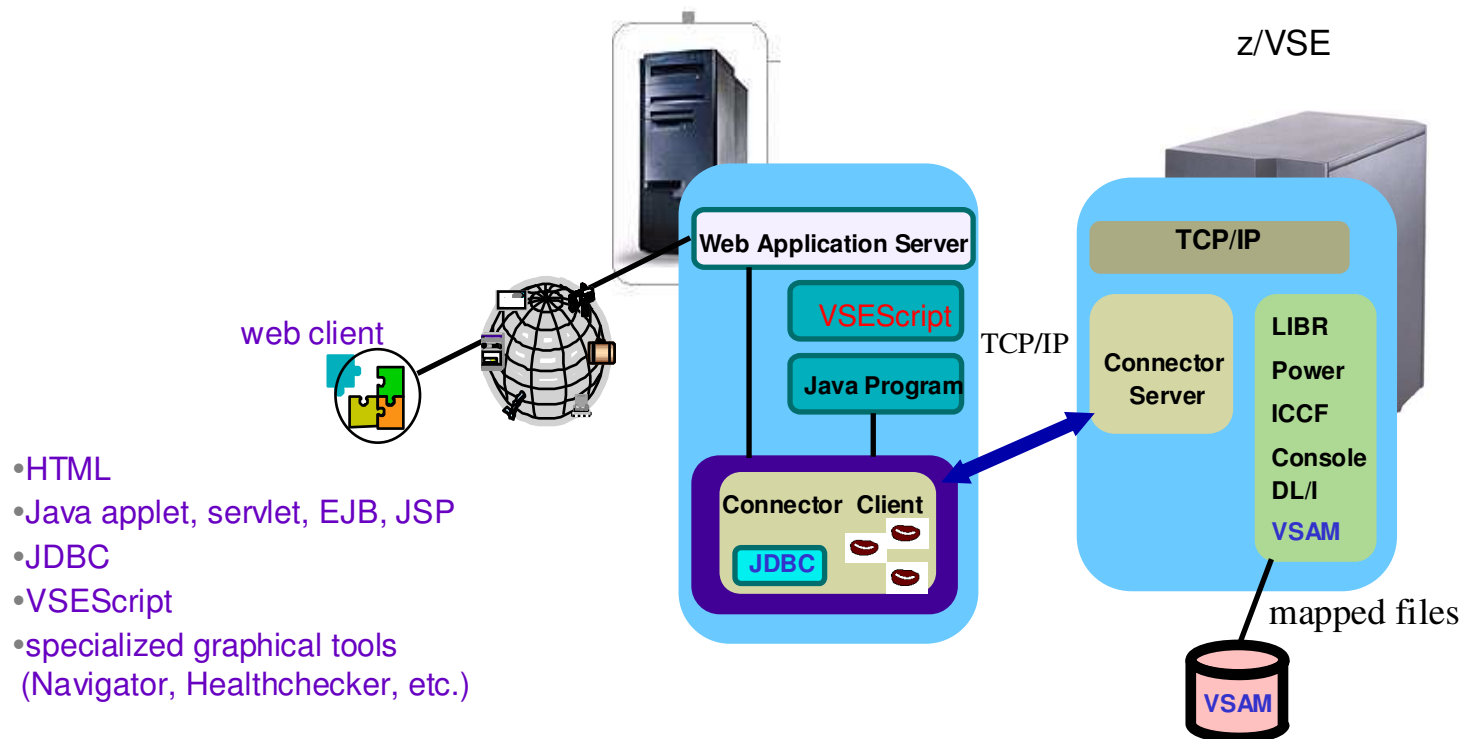 z/VSE
Web Application Server
TCP/IP
VSEScript
LIBR
web client
TCP/IP
Connector
Server
Power
Java Program
ICCF
Console
DL/I
•HTML
Connector Client
VSAM
•Java applet, servlet, EJB, JSP
JDBC
•JDBC
•VSEScript
mapped files
•specialized graphical tools
(Navigator, Healthchecker, etc.)
VSAM